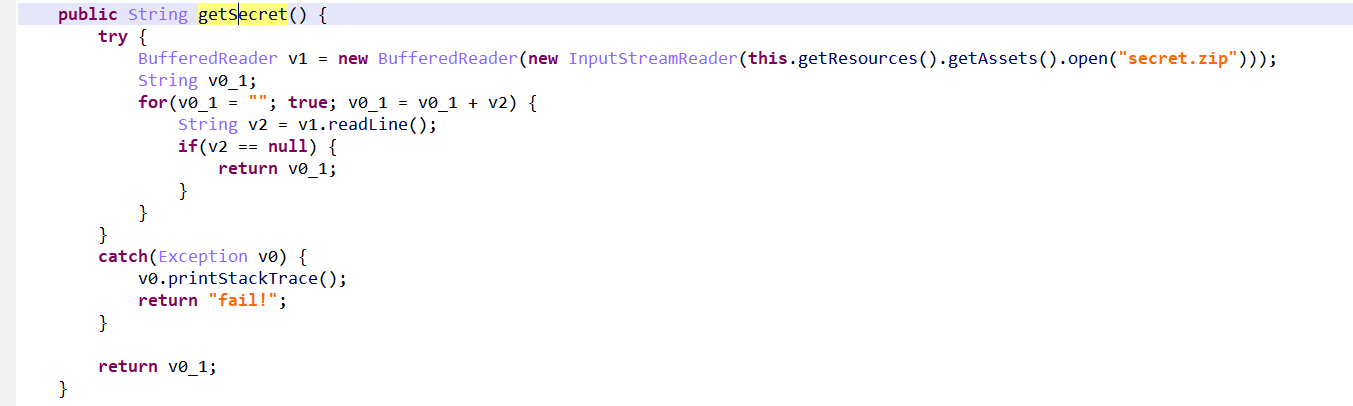 public String getSecret() {
try {
BufferedReader v1 = new BufferedReader(new InputStreamReader(this.getResources().getAssets().open("secret.zip")));
String v0_1;
for(v0_1 = ""; true; v0_1 = v0_1 + v2) {
String v2 = v1.readLine();
if(v2 == null) {
return v0_1;
}
}
}
catch(Exception v0) {
v0.printStackTrace();
return "fail!";
}
return v0_1;
}